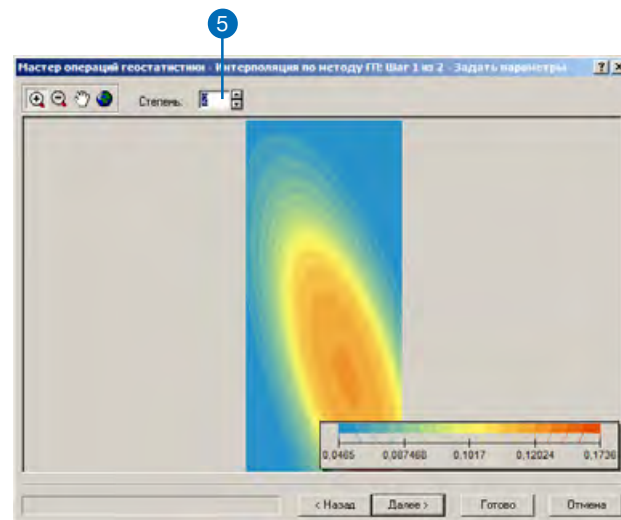 5
Мастер операций геостатистики - Интерполяция по методу ГП: Шаг 1 из 2 - Задать параметры
Степень:
0,0465 0,087468 0,1017 0,12024 0,1736
< Назад Далее > Готово Отмена